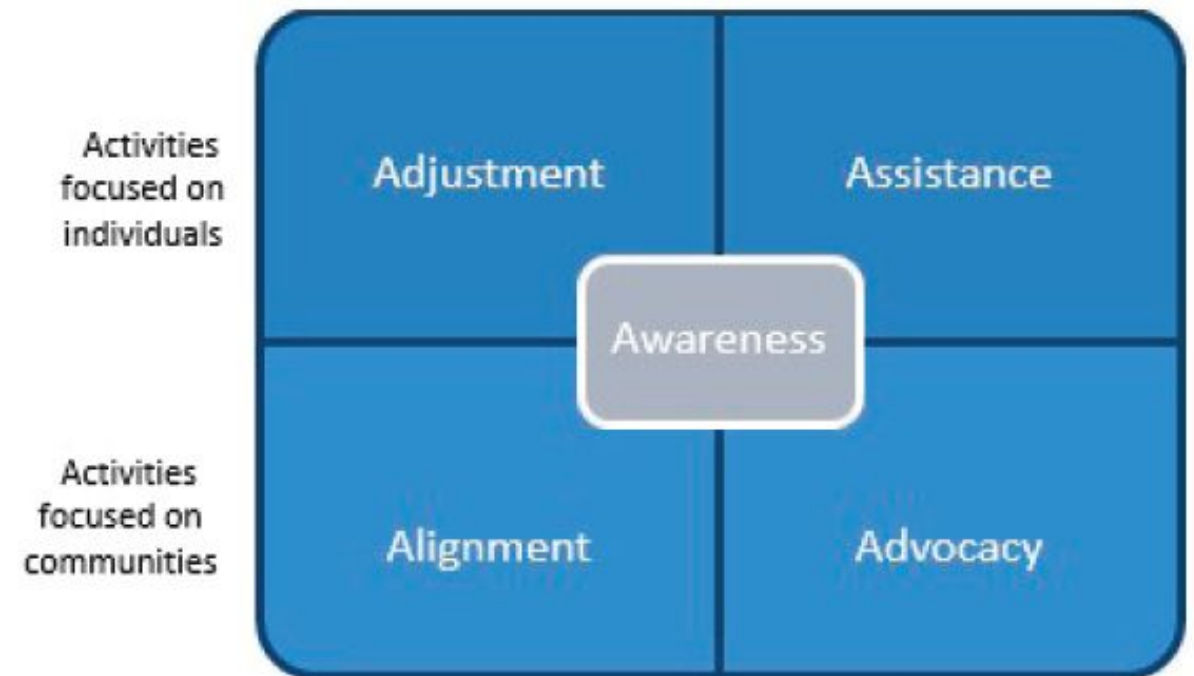 Activities
focused on
individuals
Adjustment
Assistance
Awareness
Activities
focused on
communities
Alignment
Advocacy